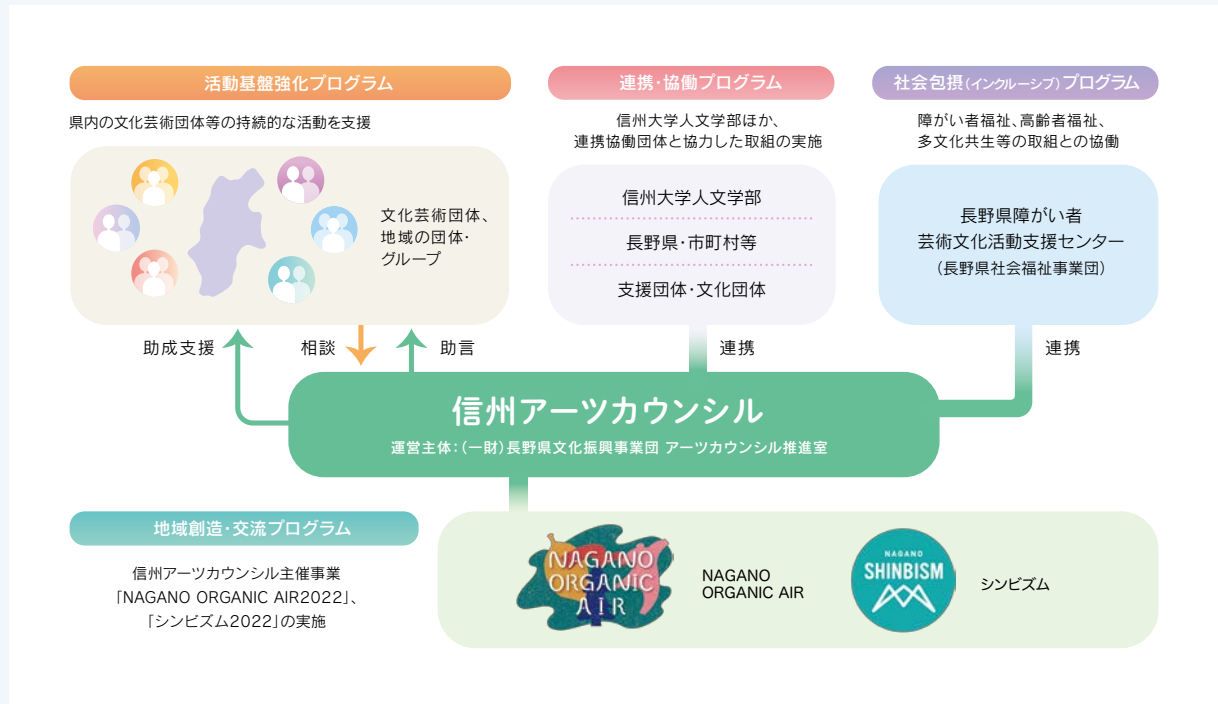 活動基盤強化プログラム
県内の文化芸術団体等の持続的な活動を支援
文化芸術団体、
地域の団体・
グループ
連携・協働プログラム
信州大学人文学部ほか、
連携協働団体と協力した取組の実施
信州大学人文学部
長野県・市町村等
支援団体・文化団体
社会包摂(インクルーシブ)プログラム
障がい者福祉、高齢者福祉、
多文化共生等の取組との協働
長野県障がい者
芸術文化活動支援センター
(長野県社会福祉事業団)
助成支援
相談
助言
連携
連携
信州アーツカウンシル
運営主体:(一財)長野県文化振興事業団 アーツカウンシル推進室
地域創造・交流プログラム
信州アーツカウンシル主催事業
「NAGANO ORGANIC AIR2022」、
「シンビズム2022」の実施
NAGANO
ORGANIC
AIR
NAGANO
ORGANIC AIR
NAGANO
SHINBISM
シンビズム